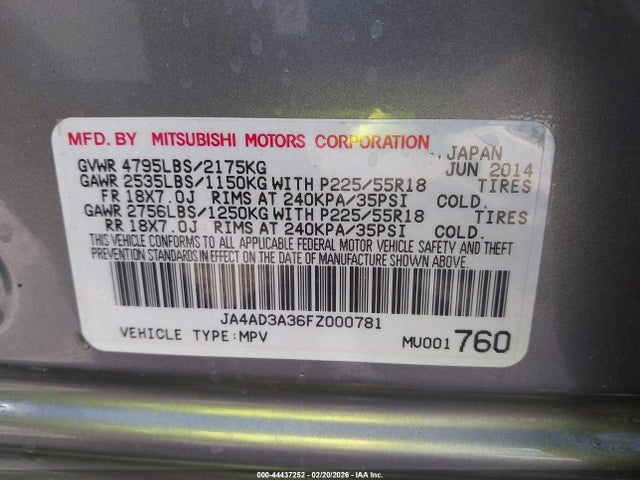 MFD. BY MITSUBISHI MOTORS CORPORATION
, JAPAN
GVWR 4795LBS/2175KG JUN 2014
GAWR 2535LBS/1150KG WITH P225/55R18 TIRES
FR 18X7.0J RIMS AT 240KPA/35PSI COLD.
GAWR 2756LBS/1250KG WITH P225/55R18 TIRES
RR 18X7.0J RIMS AT 240KPA/35PSI COLD.
THIS VEHICLE CONFORMS TO ALL APPLICABLE FEDERAL MOTOR VEHICLE SAFETY AND THEFT
PREVENTION STANDARDS IN EFFECT ON THE DATE OF MANUFACTURE SHOWN ABOVE.
JA4AD3A36FZ000781
VEHICLE TYPE:MPV MU001 760
000-44437252 - 02/20/2026 - IAA Inc.